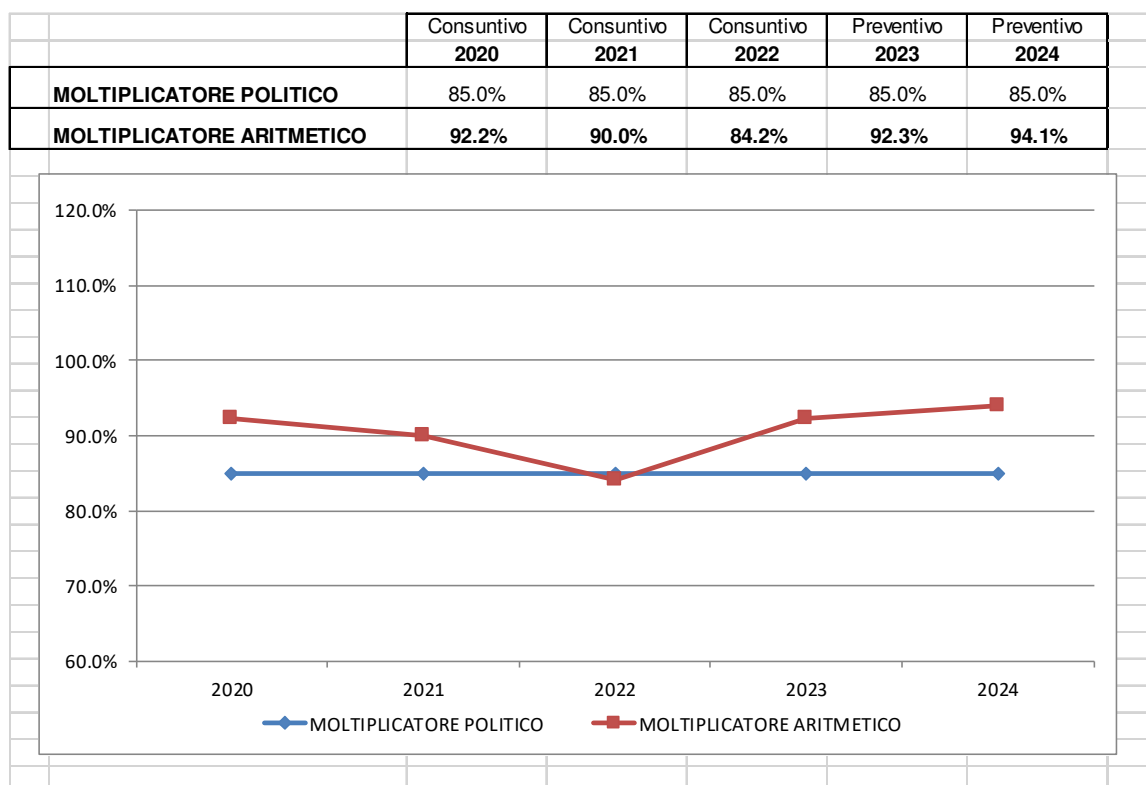 Consuntivo Consuntivo Consuntivo Preventivo Preventivo
2020 2021 2022 2023 2024
MOLTIPLICATORE POLITICO 85.0% 85.0% 85.0% 85.0% 85.0%
MOLTIPLICATORE ARITMETICO 92.2% 90.0% 84.2% 92.3% 94.1%
120.0%
110.0%
100.0%
90.0%
80.0%
70.0%
60.0%
2020 2021 2022 2023 2024
MOLTIPLICATORE POLITICO MOLTIPLICATORE ARITMETICO